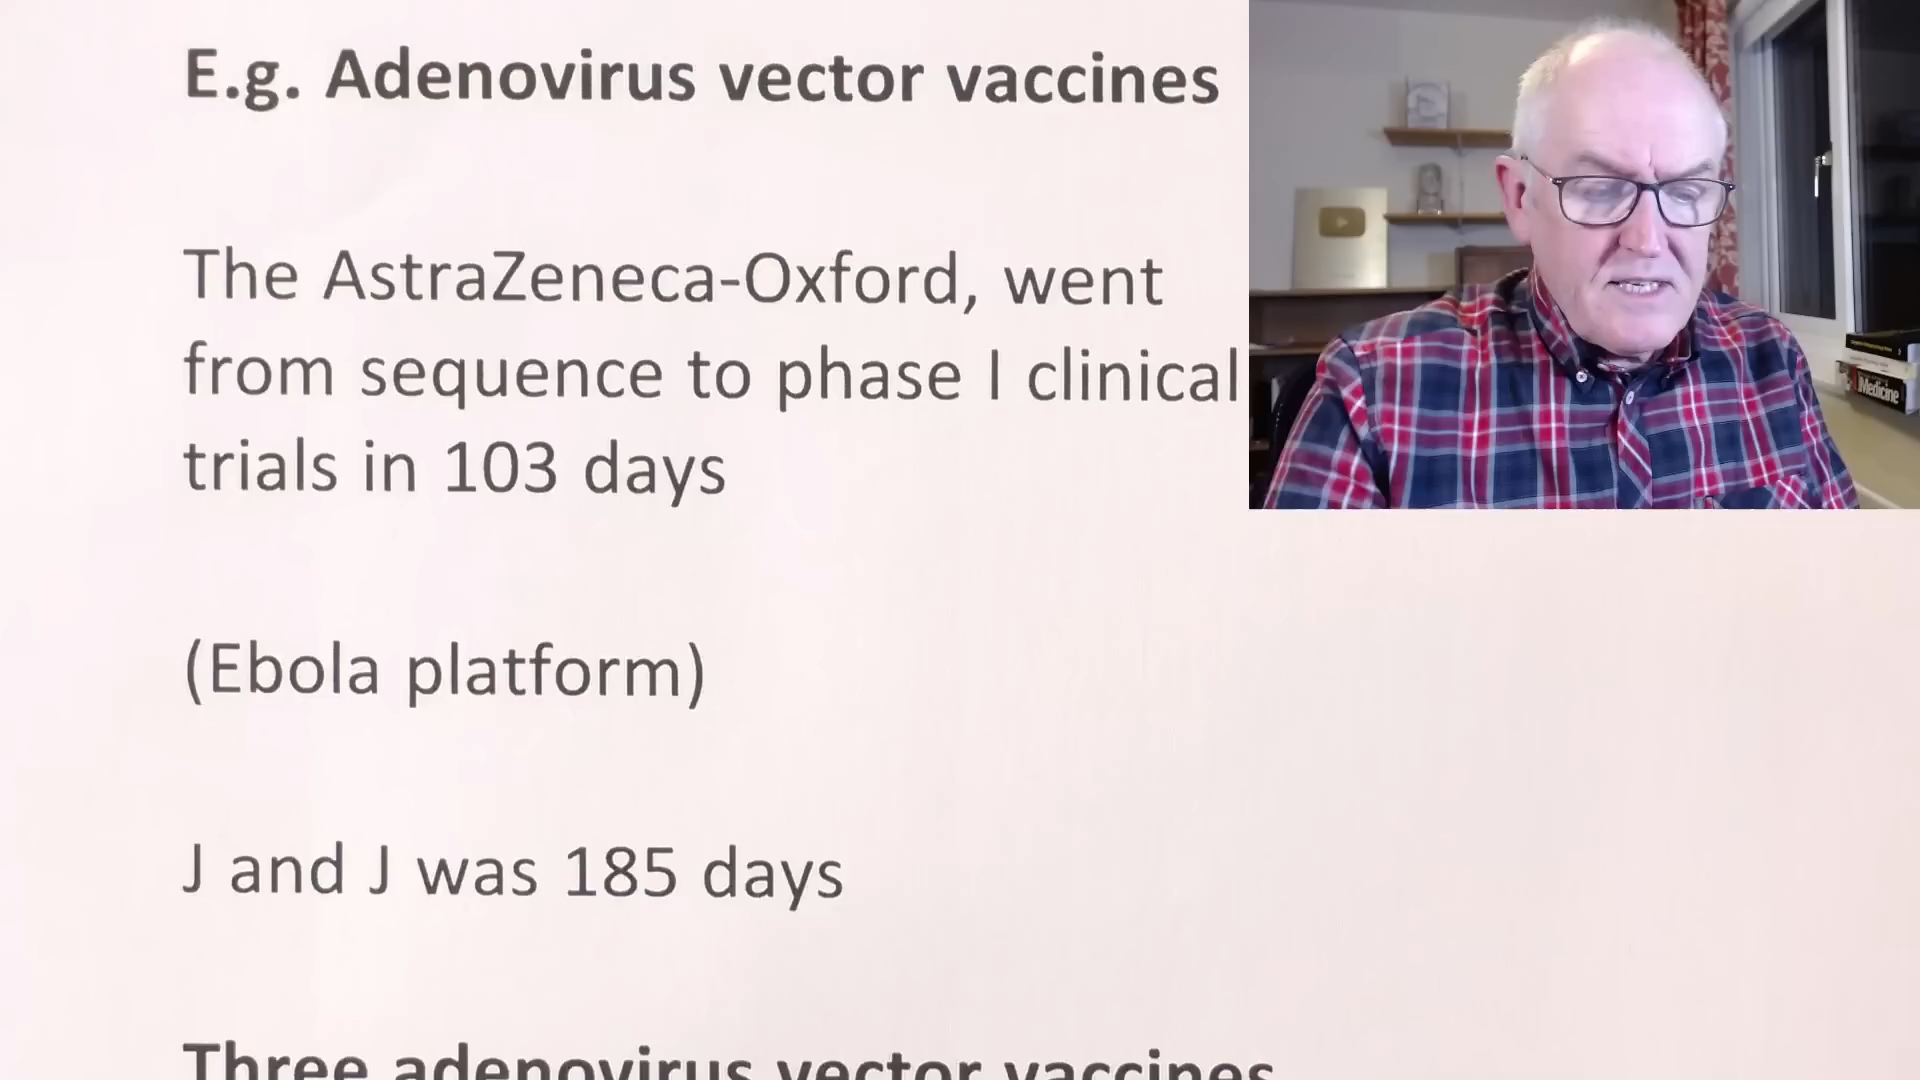 E.g. Adenovirus vector vaccines
The AstraZeneca-Oxford, went
from sequence to phase I clinical
trials in 103 days
(Ebola platform)
J and J was 185 days
Three adenovirus vector vaccines
Medicine